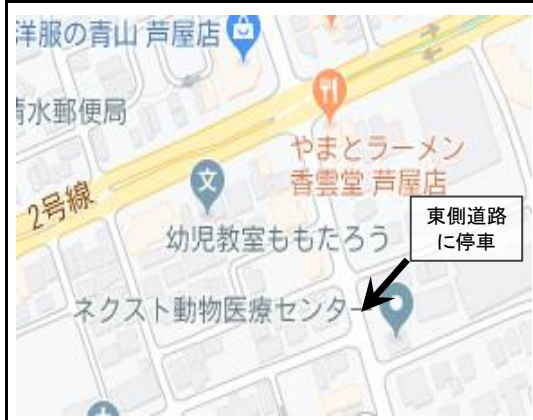 洋服の青山 芦屋店
清水郵便局
やまとラーメン
香雲堂 芦屋店
2号線
東側道路
に停車
幼児教室ももたろう
ネクスト動物医療センター